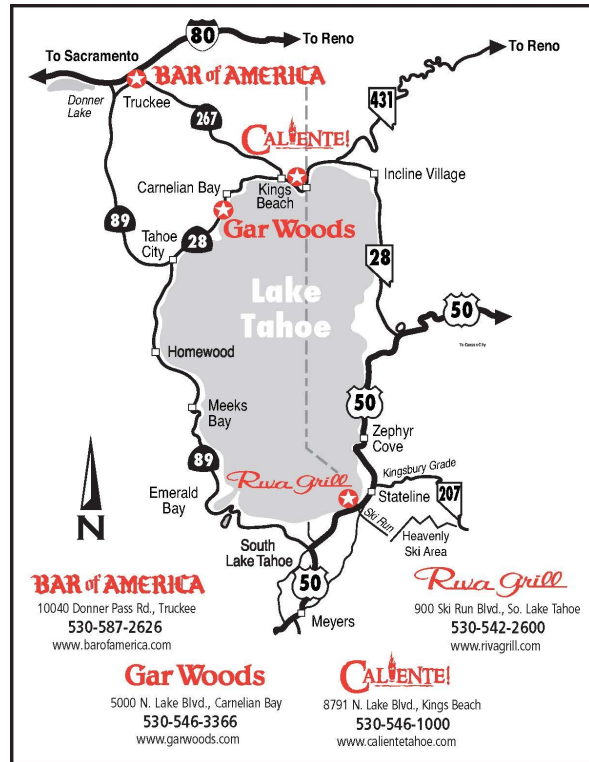 80
To Sacramento
To Reno
To Reno
BAR of AMERICA
Donner
Lake
Truckee
267
431
CALIENTE!
Carnelian Bay
Kings
Beach
Incline Village
Gar Woods
89
28
Tahoe
City
28
Lake
Tahoe
50
To Carson City
Homewood
50
Meeks
Bay
Zephyr
Cove
Kingsbury Grade
89
Riva Grill
Stateline
207
Emerald
Bay
Ski Run
Heavenly
Ski Area
South
Lake Tahoe
N
50
Meyers
BAR of AMERICA
10040 Donner Pass Rd., Truckee
530-587-2626
www.barofamerica.com
Riva Grill
900 Ski Run Blvd., So. Lake Tahoe
530-542-2600
www.rivagrill.com
Gar Woods
5000 N. Lake Blvd., Carnelian Bay
530-546-3366
www.garwoods.com
CALIENTE!
8791 N. Lake Blvd., Kings Beach
530-546-1000
www.calientetahoe.com